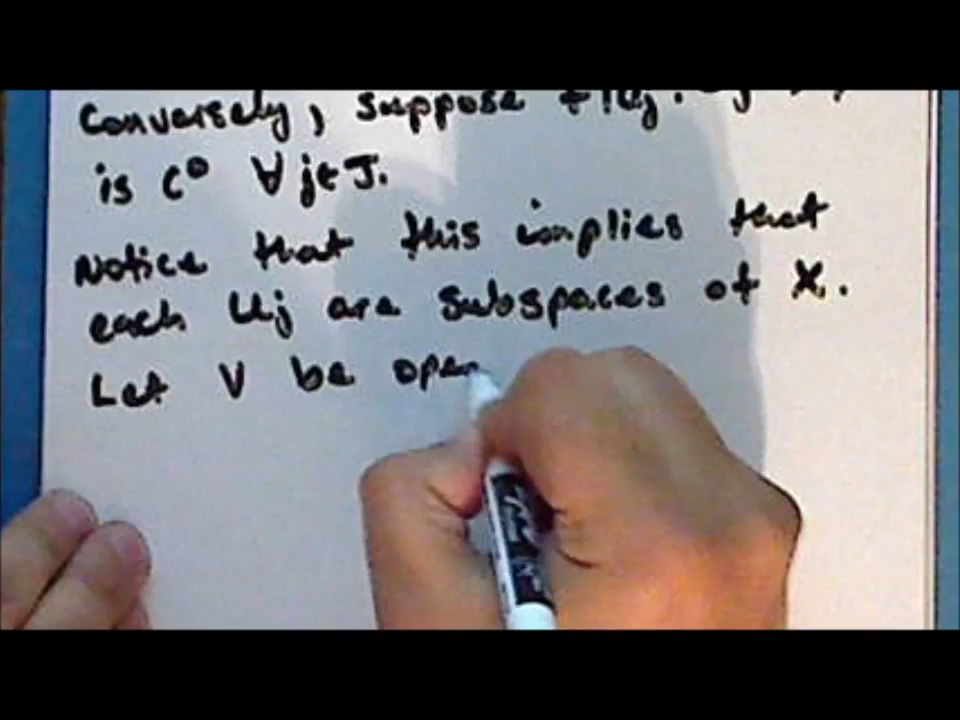 Conversely, suppose
is C⁰ ∀ j∈J.
Notice that this implies that
each Uj are subspaces of X.
Let V be open